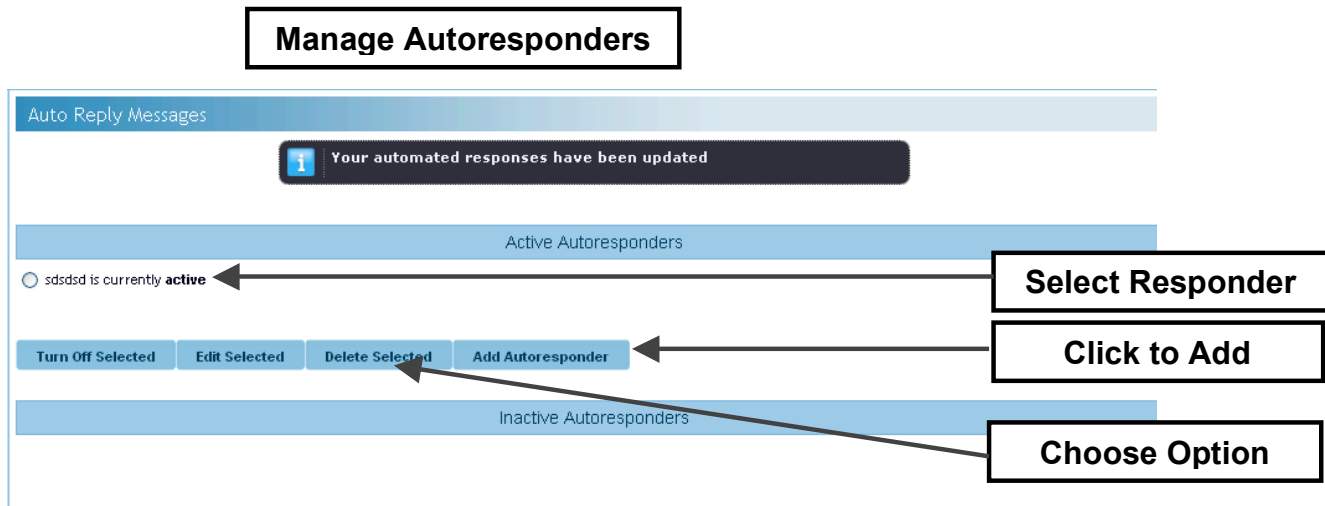 Manage Autoresponders
Auto Reply Messages
Your automated responses have been updated
Active Autoresponders
sdsdsd is currently active
Select Responder
Turn Off Selected Edit Selected Delete Selected Add Autoresponder
Click to Add
Inactive Autoresponders
Choose Option